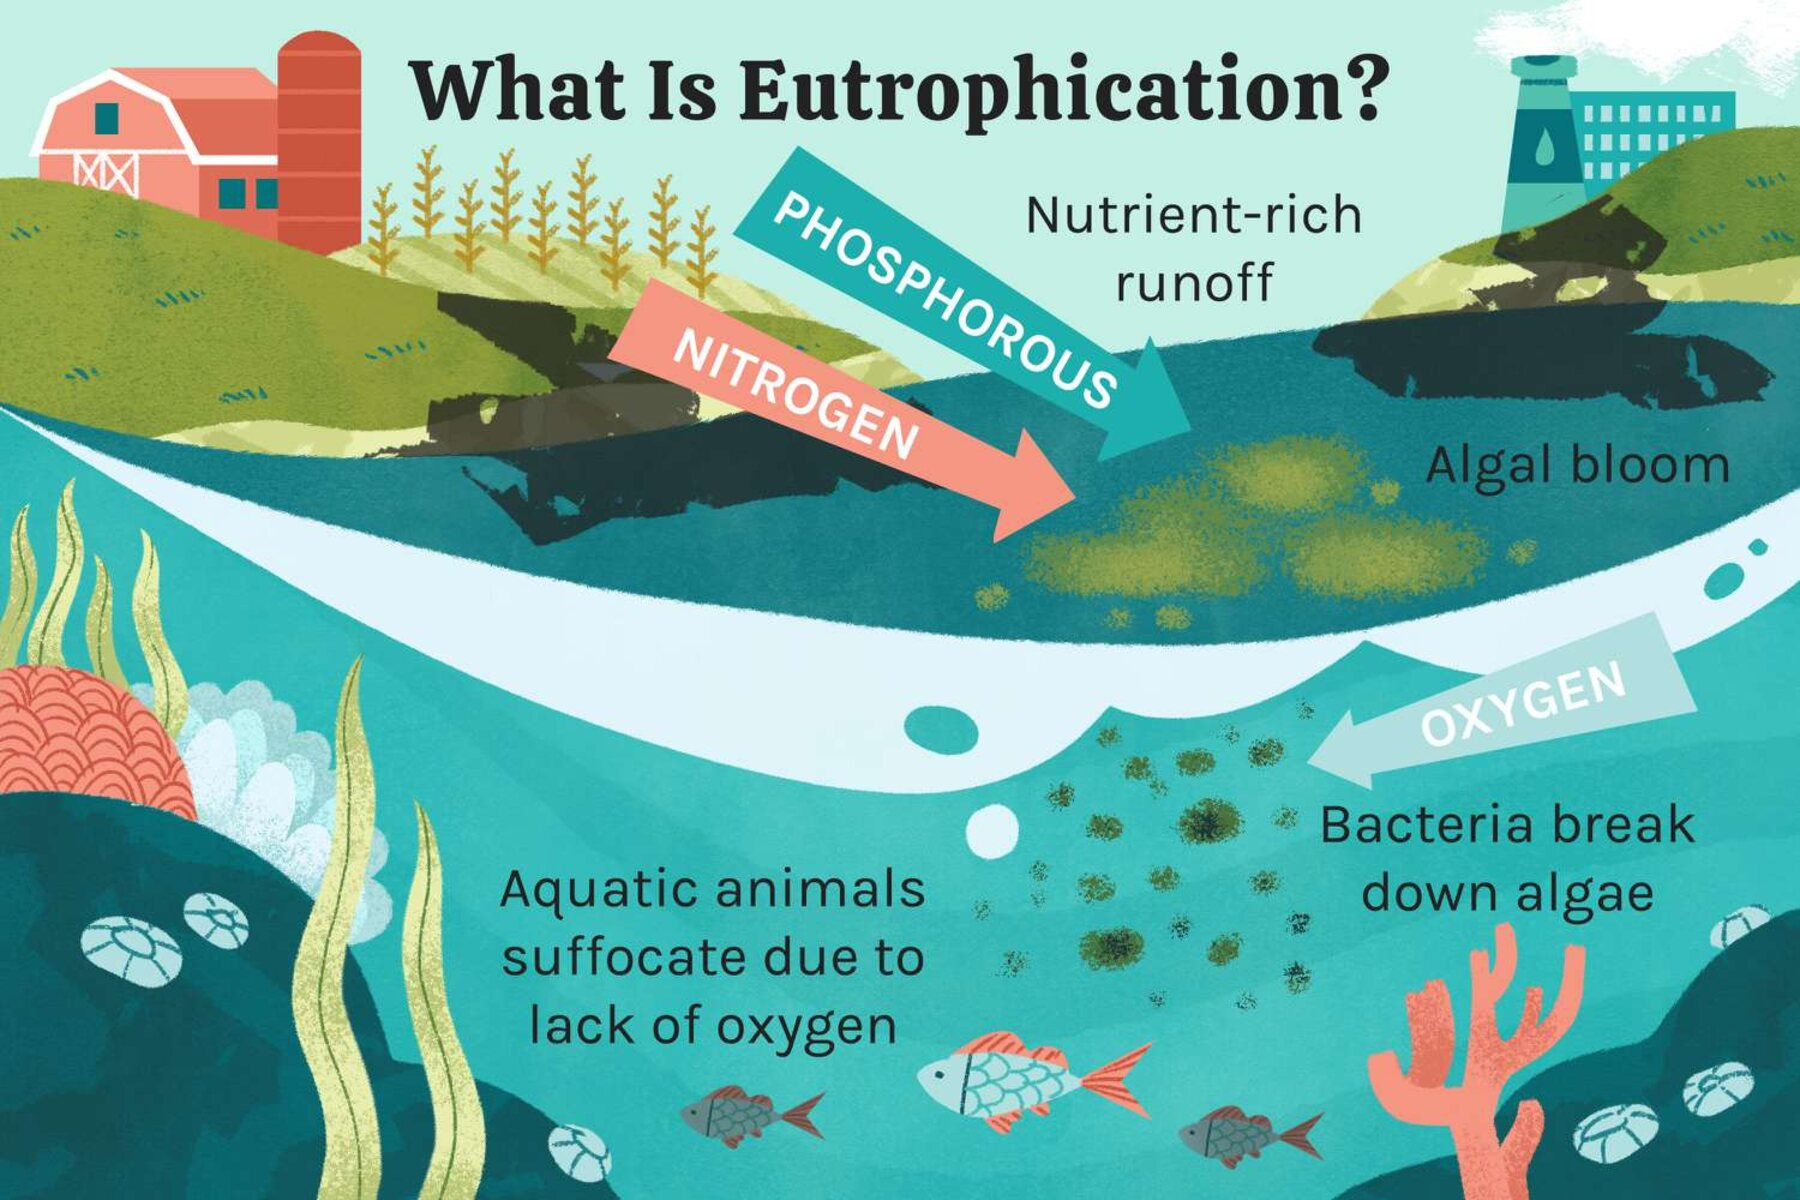 What Is Eutrophication?
PHOSPHOROUS
Nutrient-rich
runoff
NITROGEN
Algal bloom
OXYGEN
Bacteria break
down algae
Aquatic animals
suffocate due to
lack of oxygen